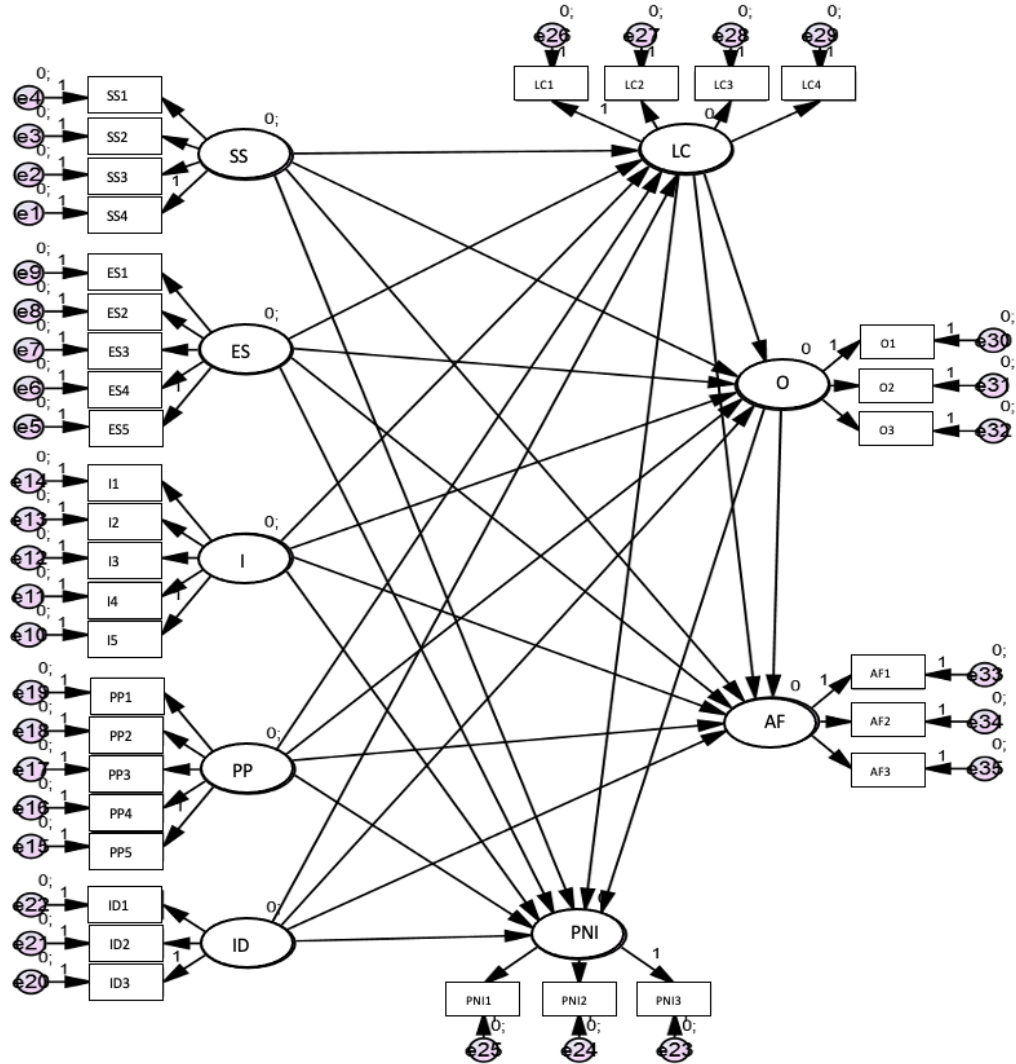 0; 0; 0; 0;
e26 e27 e28 e29
1 1 1 1
LC1 LC2 LC3 LC4
1 0
LC
0;
e4 1 SS1
0;
e3 1 SS2
0;
e2 1 SS3
0;
e1 1 SS4
1
0;
SS
0;
e9 1 ES1
0;
e8 1 ES2
0;
e7 1 ES3
0;
e6 1 ES4
0;
e5 1 ES5
1
0;
ES
0
O
1
O1 1 e30 0;
O2 1 e31 0;
O3 1 e32 0;
0;
e14 1 I1
0;
e13 1 I2
0;
e12 1 I3
0;
e11 1 I4
0;
e10 1 I5
1
0;
I
0;
e19 1 PP1
0;
e18 1 PP2
0;
e17 1 PP3
0;
e16 1 PP4
0;
e15 1 PP5
1
0;
PP
0
AF
1
AF1 1 e33 0;
AF2 1 e34 0;
AF3 1 e35 0;
0;
e22 1 ID1
0;
e21 1 ID2
0;
e20 1 ID3
1
0;
ID
PNI
1
PNI1 PNI2 PNI3
0; 0; 0;
e25 e24 e23